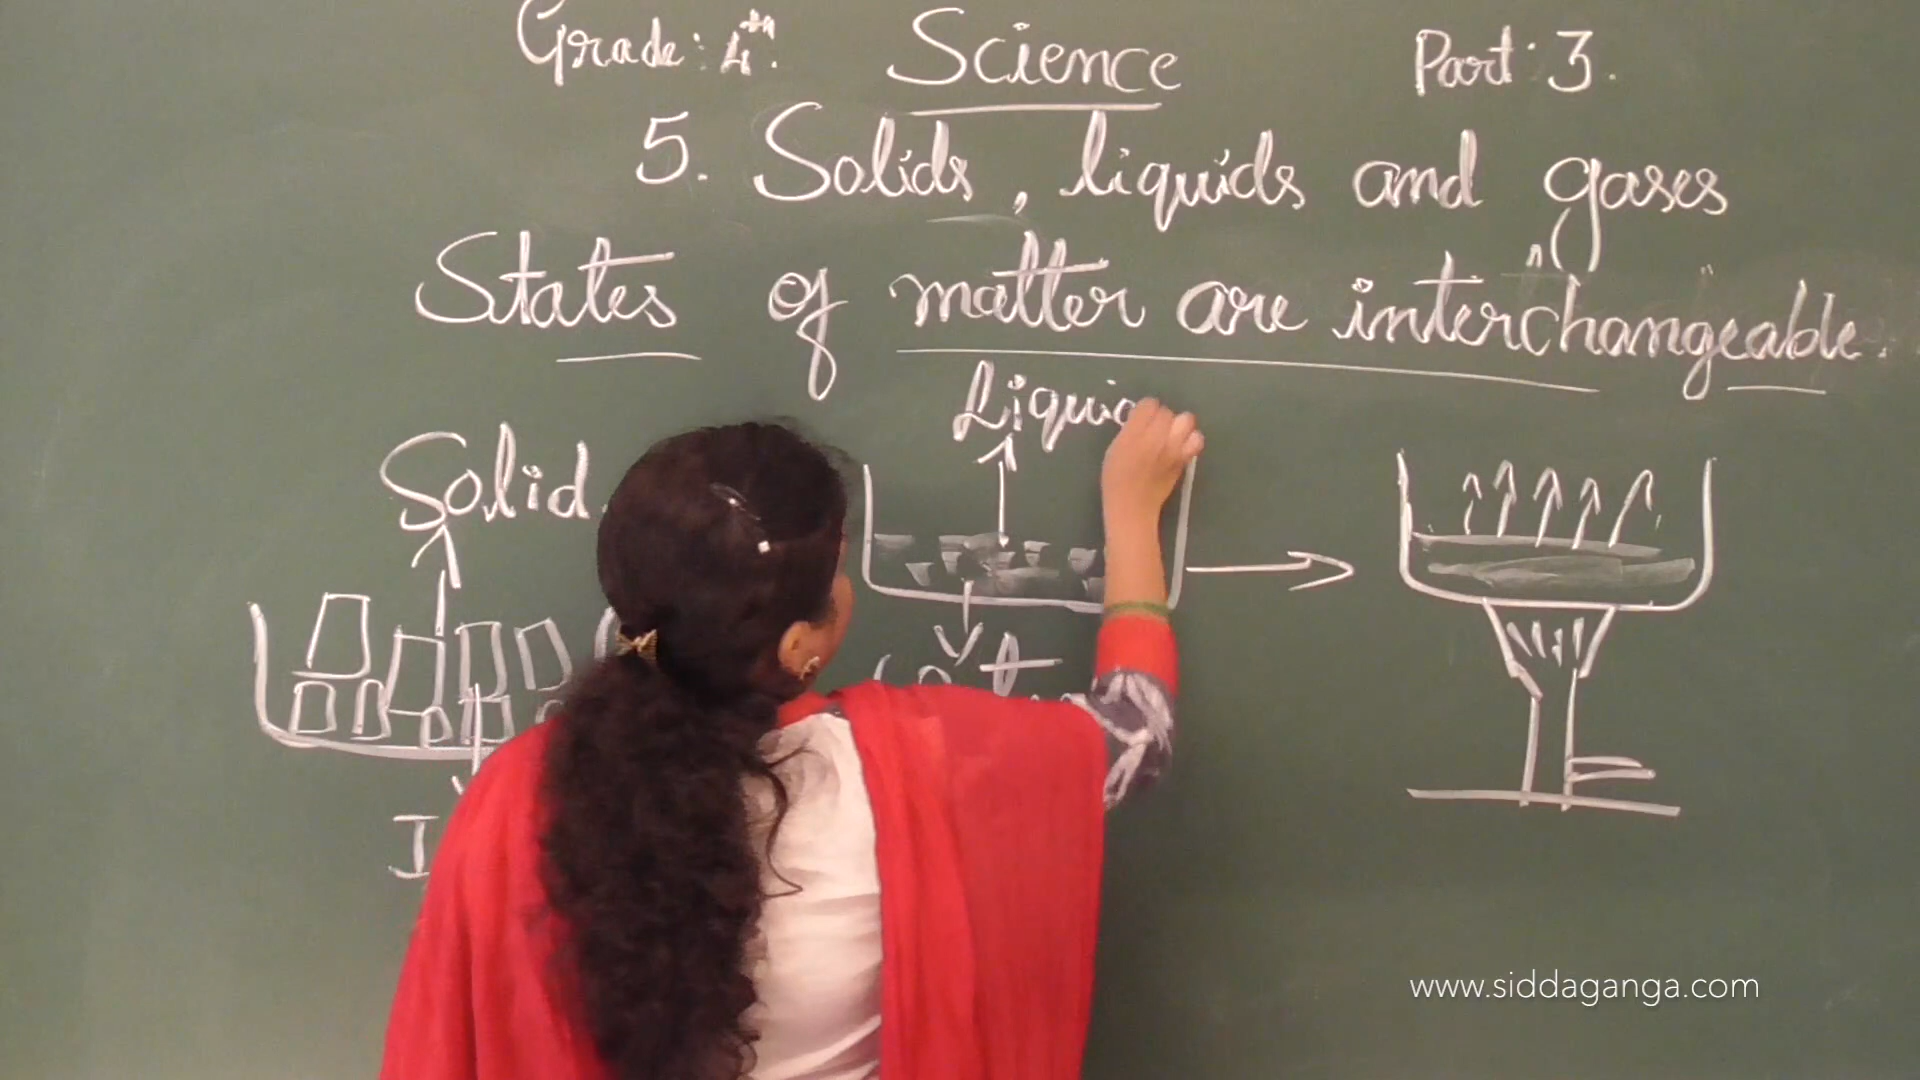 Grade: 4th. Science Part: 3.
5. Solids, liquids and gases
States of matter are interchangeable.
Liqui
Solid.
I
www.siddaganga.com